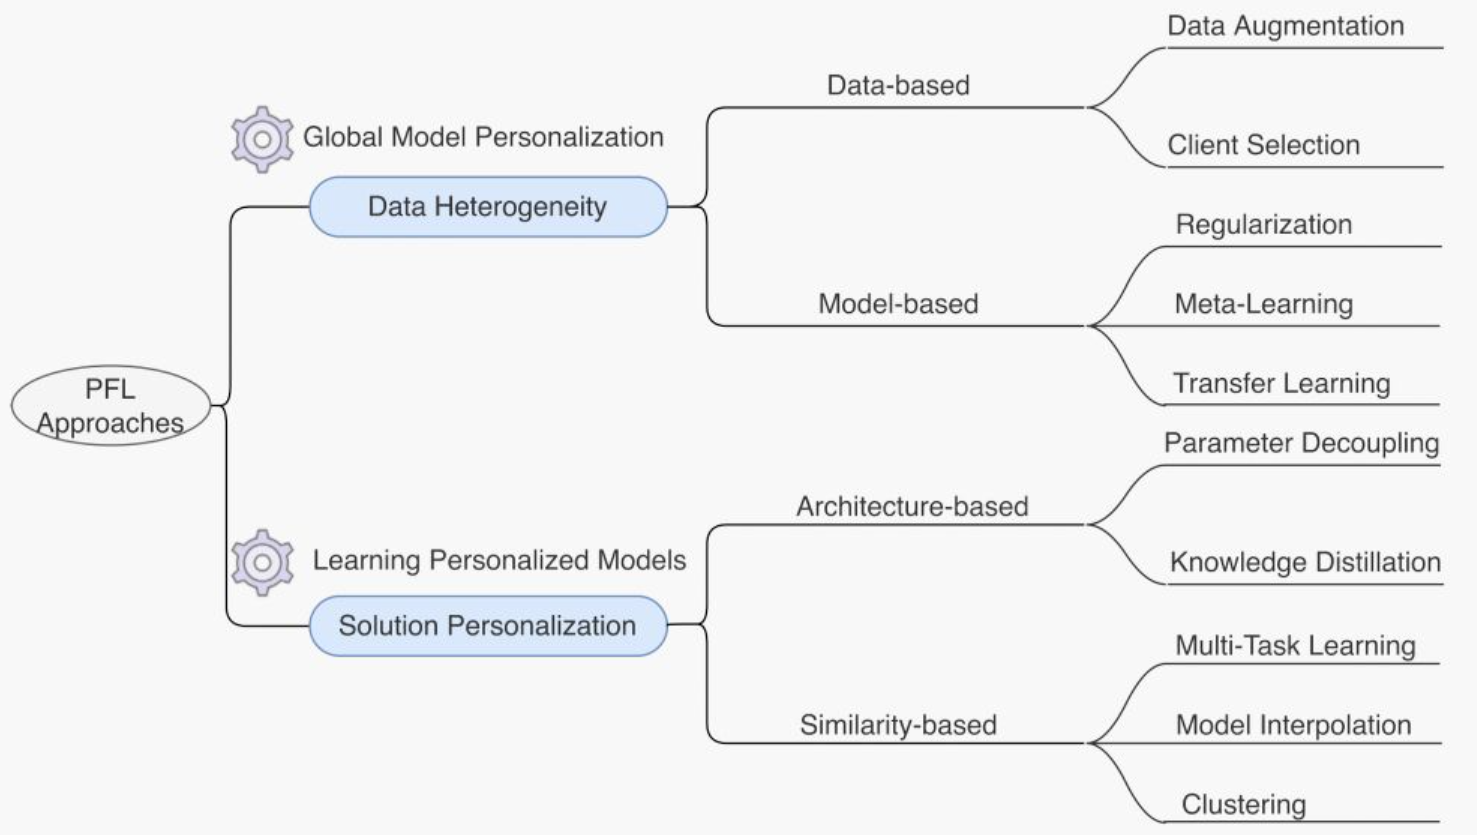 PFL
Approaches
Global Model Personalization
Data Heterogeneity
Data-based
Data Augmentation
Client Selection
Model-based
Regularization
Meta-Learning
Transfer Learning
Learning Personalized Models
Solution Personalization
Architecture-based
Parameter Decoupling
Knowledge Distillation
Similarity-based
Multi-Task Learning
Model Interpolation
Clustering